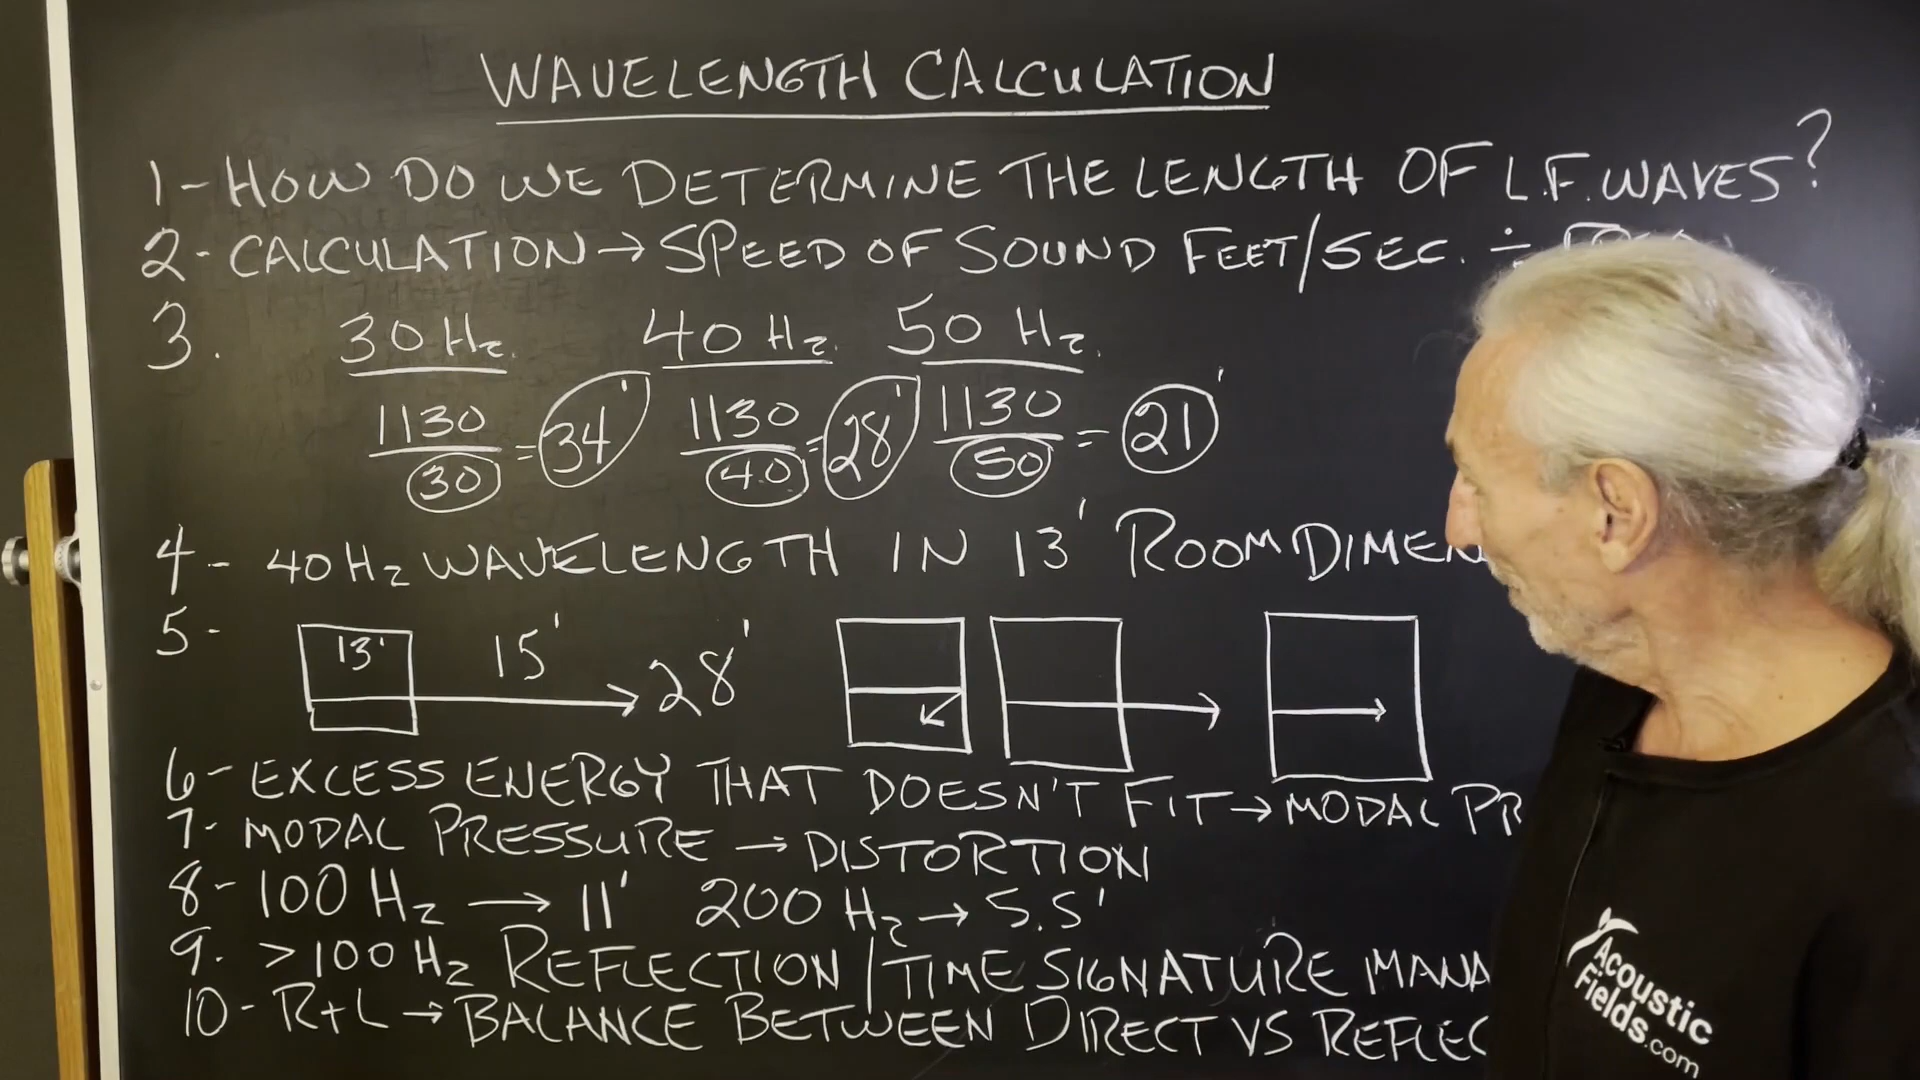 WAVELENGTH CALCULATION
1 - HOW DO WE DETERMINE THE LENGTH OF L.F. WAVES?
2 - CALCULATION → SPEED OF SOUND FEET/SEC. ÷
3. 30 Hz. 40 Hz. 50 Hz.
1130/30 = 34' 1130/40 = 28' 1130/50 = 21'
4 - 40 Hz WAVELENGTH IN 13' ROOM DIMEN
5 - 13' 15' 28'
6 - EXCESS ENERGY THAT DOESN'T FIT → MODAL PR
7 - MODAL PRESSURE → DISTORTION
8 - 100 Hz → 11' 200 Hz → 5.5'
9. >100 Hz REFLECTION / TIME SIGNATURE MANA
10 - R+L → BALANCE BETWEEN DIRECT VS REFLEC
Acoustic
Fields.com